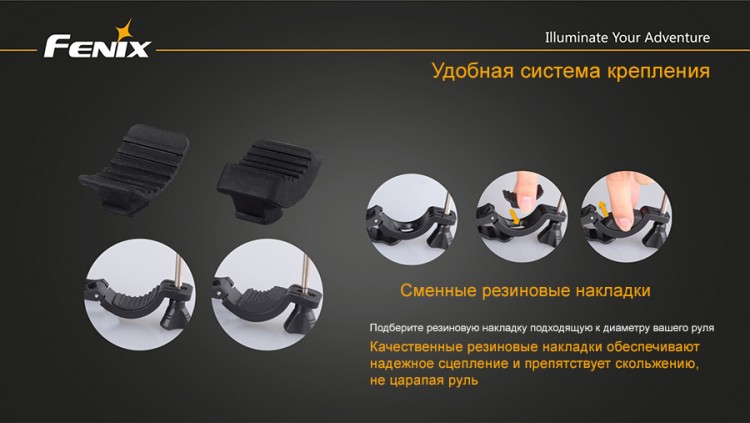 FENIX
Illuminate Your Adventure
Удобная система крепления
Сменные резиновые накладки
Подберите резиновую накладку подходящую к диаметру вашего руля
Качественные резиновые накладки обеспечивают
надежное сцепление и препятствует скольжению,
не царапая руль